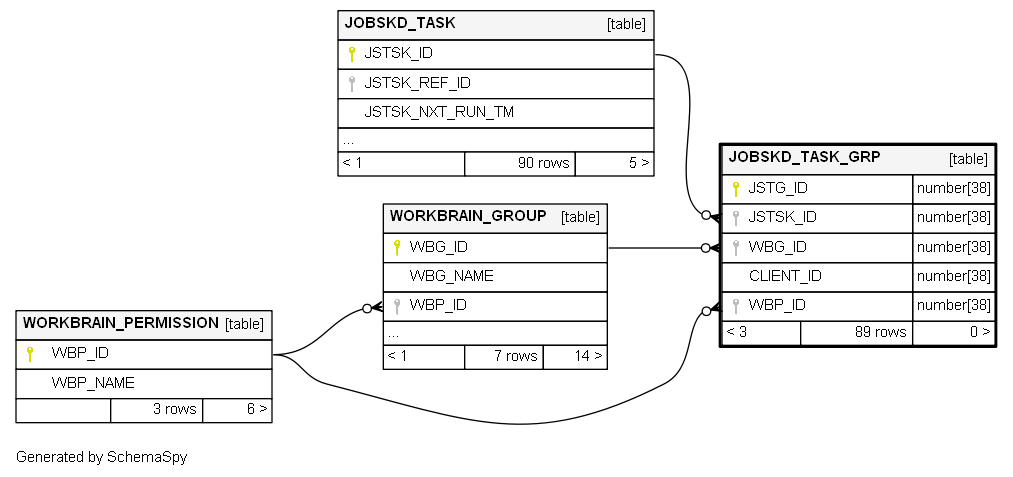 JOBSKD_TASK [table]
JSTSK_ID
JSTSK_REF_ID
JSTSK_NXT_RUN_TM
...
< 1 90 rows 5 >
JOBSKD_TASK_GRP [table]
JSTG_ID number[38]
JSTSK_ID number[38]
WBG_ID number[38]
CLIENT_ID number[38]
WBP_ID number[38]
< 3 89 rows 0 >
WORKBRAIN_GROUP [table]
WBG_ID
WBG_NAME
WBP_ID
...
< 1 7 rows 14 >
WORKBRAIN_PERMISSION [table]
WBP_ID
WBP_NAME
3 rows 6 >
Generated by SchemaSpy